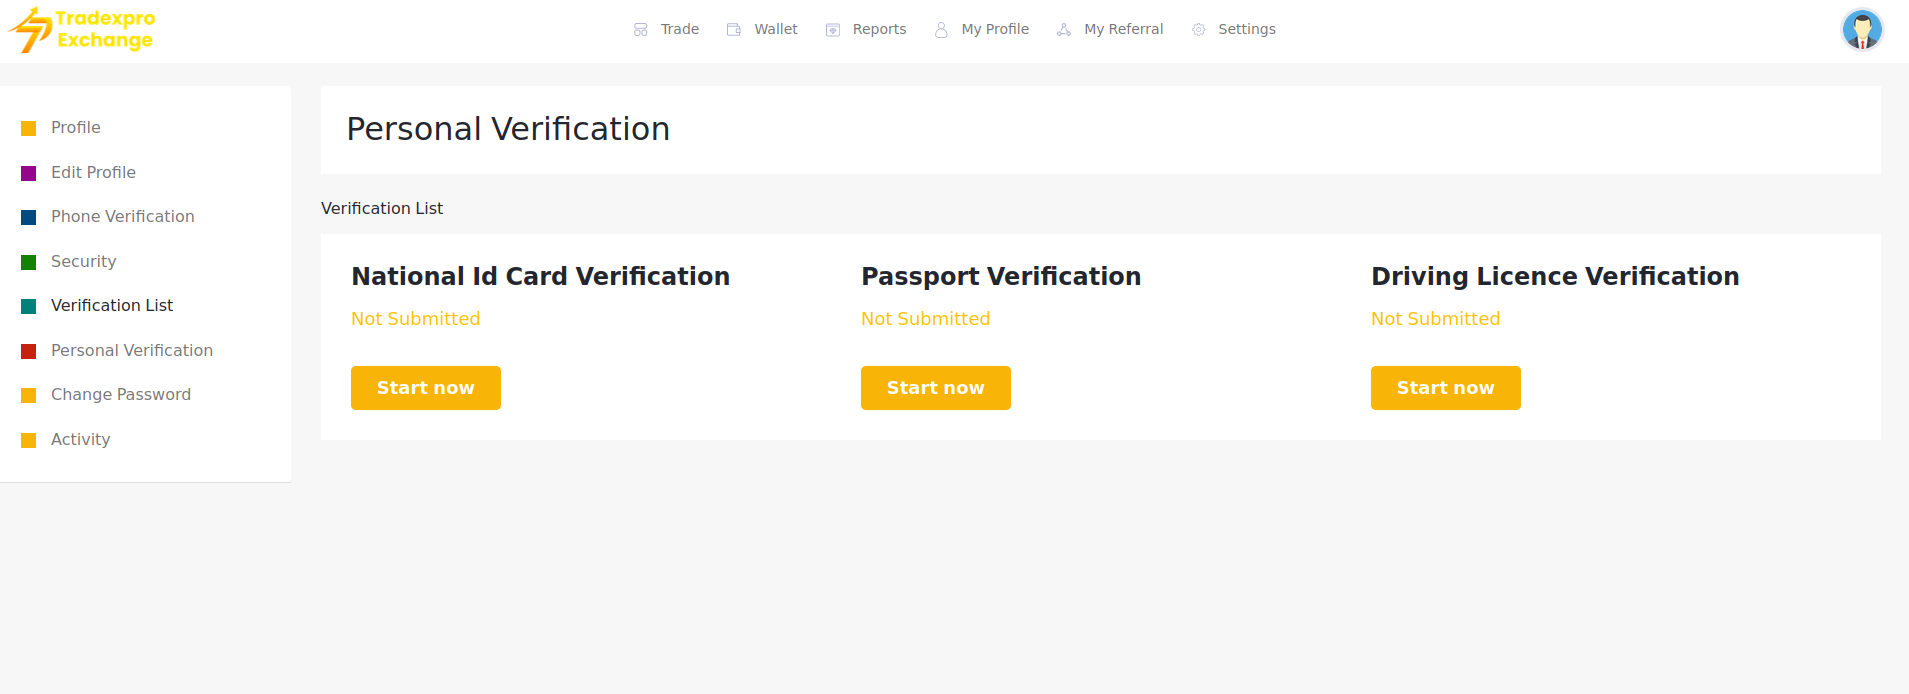 Tradexpro
Exchange
Trade
Wallet
Reports
My Profile
My Referral
Settings
Profile
Edit Profile
Phone Verification
Security
Verification List
Personal Verification
Change Password
Activity
Personal Verification
Verification List
National Id Card Verification
Not Submitted
Start now
Passport Verification
Not Submitted
Start now
Driving Licence Verification
Not Submitted
Start now